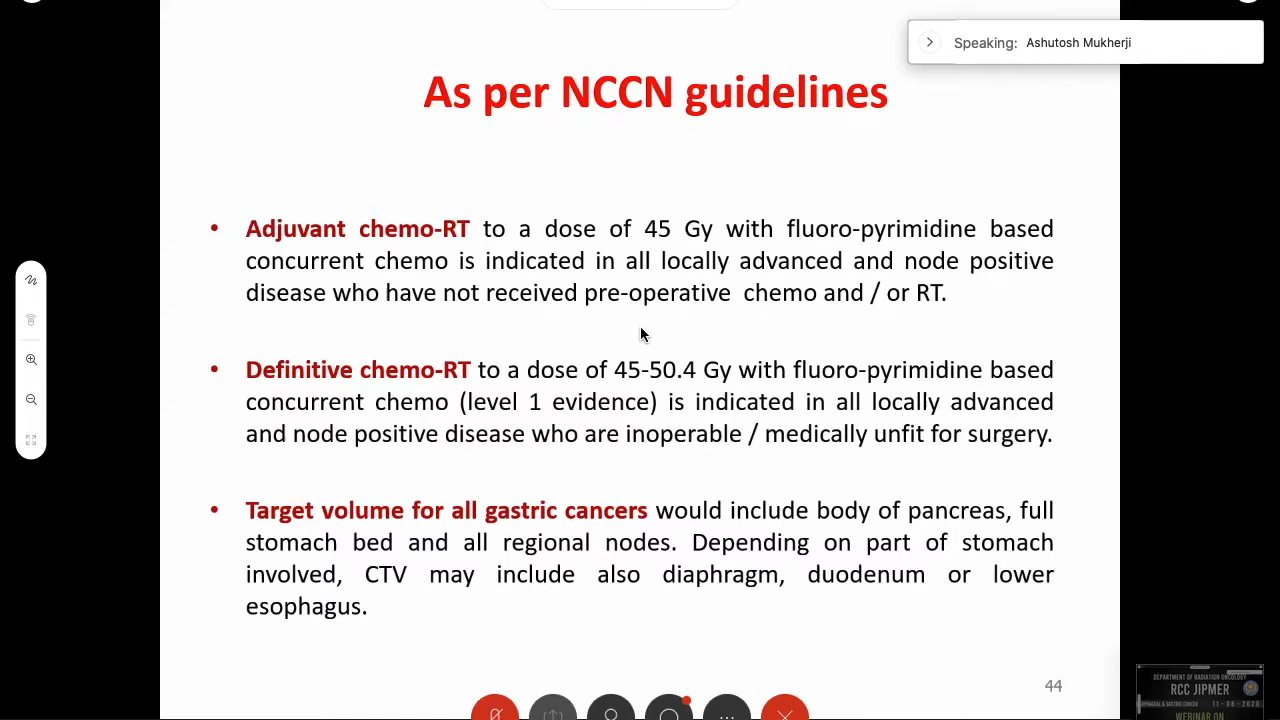 Speaking: Ashutosh Mukherji
As per NCCN guidelines
• Adjuvant chemo-RT to a dose of 45 Gy with fluoro-pyrimidine based
concurrent chemo is indicated in all locally advanced and node positive
disease who have not received pre-operative chemo and / or RT.
• Definitive chemo-RT to a dose of 45-50.4 Gy with fluoro-pyrimidine based
concurrent chemo (level 1 evidence) is indicated in all locally advanced
and node positive disease who are inoperable / medically unfit for surgery.
• Target volume for all gastric cancers would include body of pancreas, full
stomach bed and all regional nodes. Depending on part of stomach
involved, CTV may include also diaphragm, duodenum or lower
esophagus.
44
DEPARTMENT OF RADIATION ONCOLOGY
RCC JIPMER
& GASTRIC CANCER 11-08-2020
WEBINAR ON